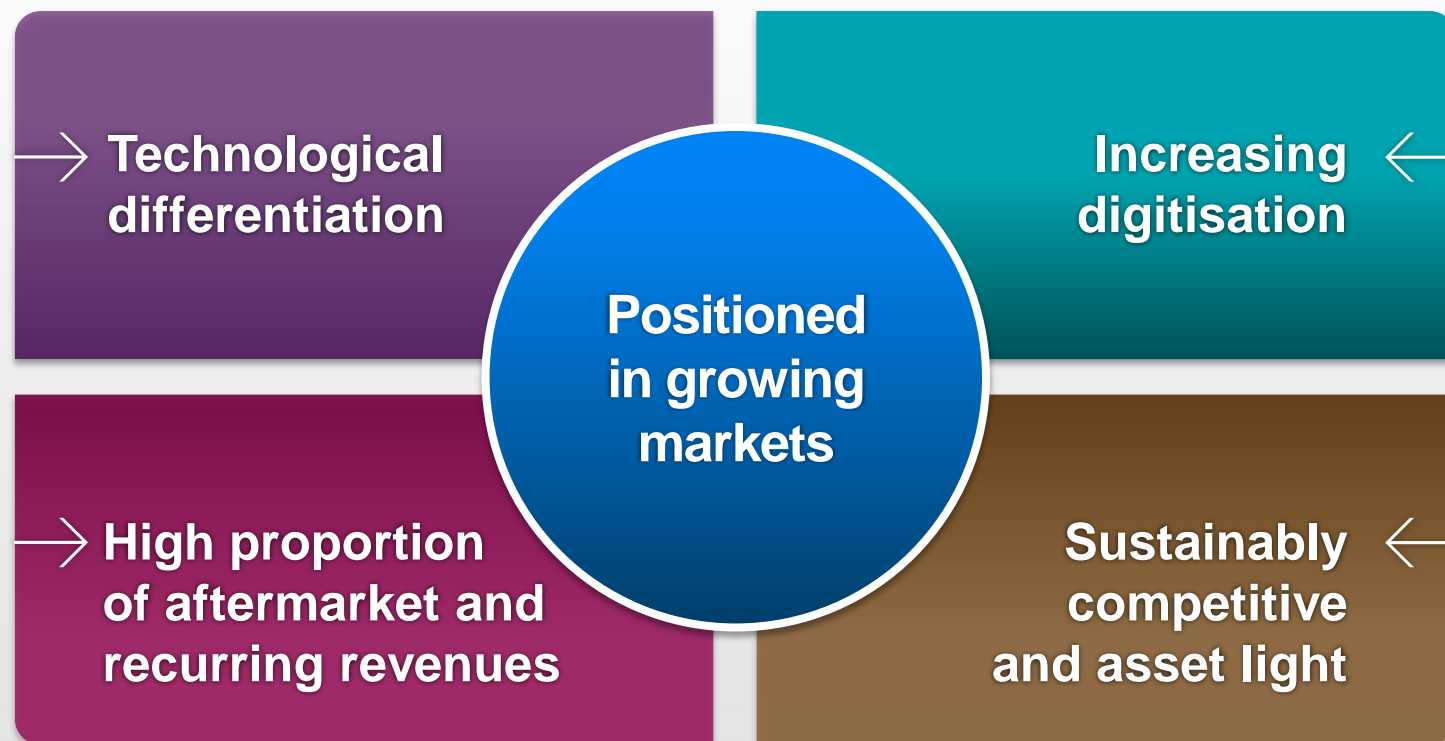 Technological
differentiation
Increasing
digitisation
Positioned
in growing
markets
High proportion
of aftermarket and
recurring revenues
Sustainably
competitive
and asset light